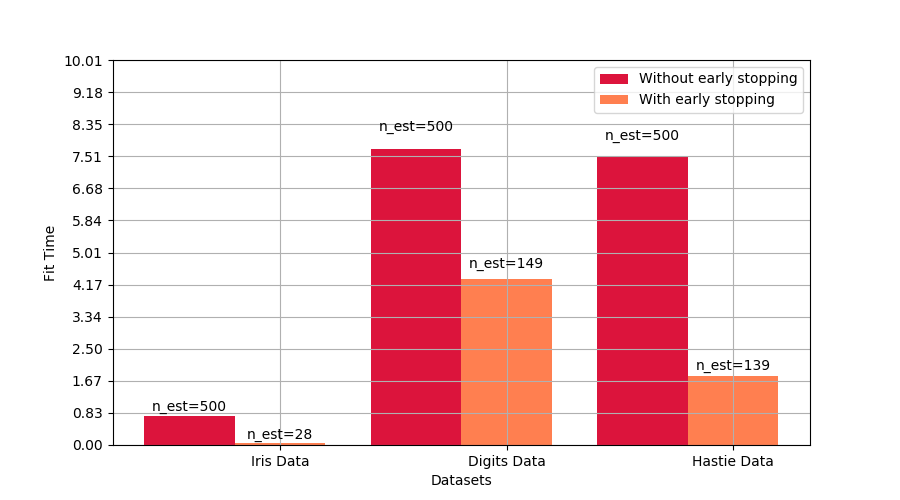 10.01
9.18
8.35
7.51
6.68
5.84
5.01
4.17
3.34
2.50
1.67
0.83
0.00
Fit Time
Without early stopping
With early stopping
n_est=500
n_est=28
n_est=500
n_est=149
n_est=500
n_est=139
Iris Data
Digits Data
Hastie Data
Datasets